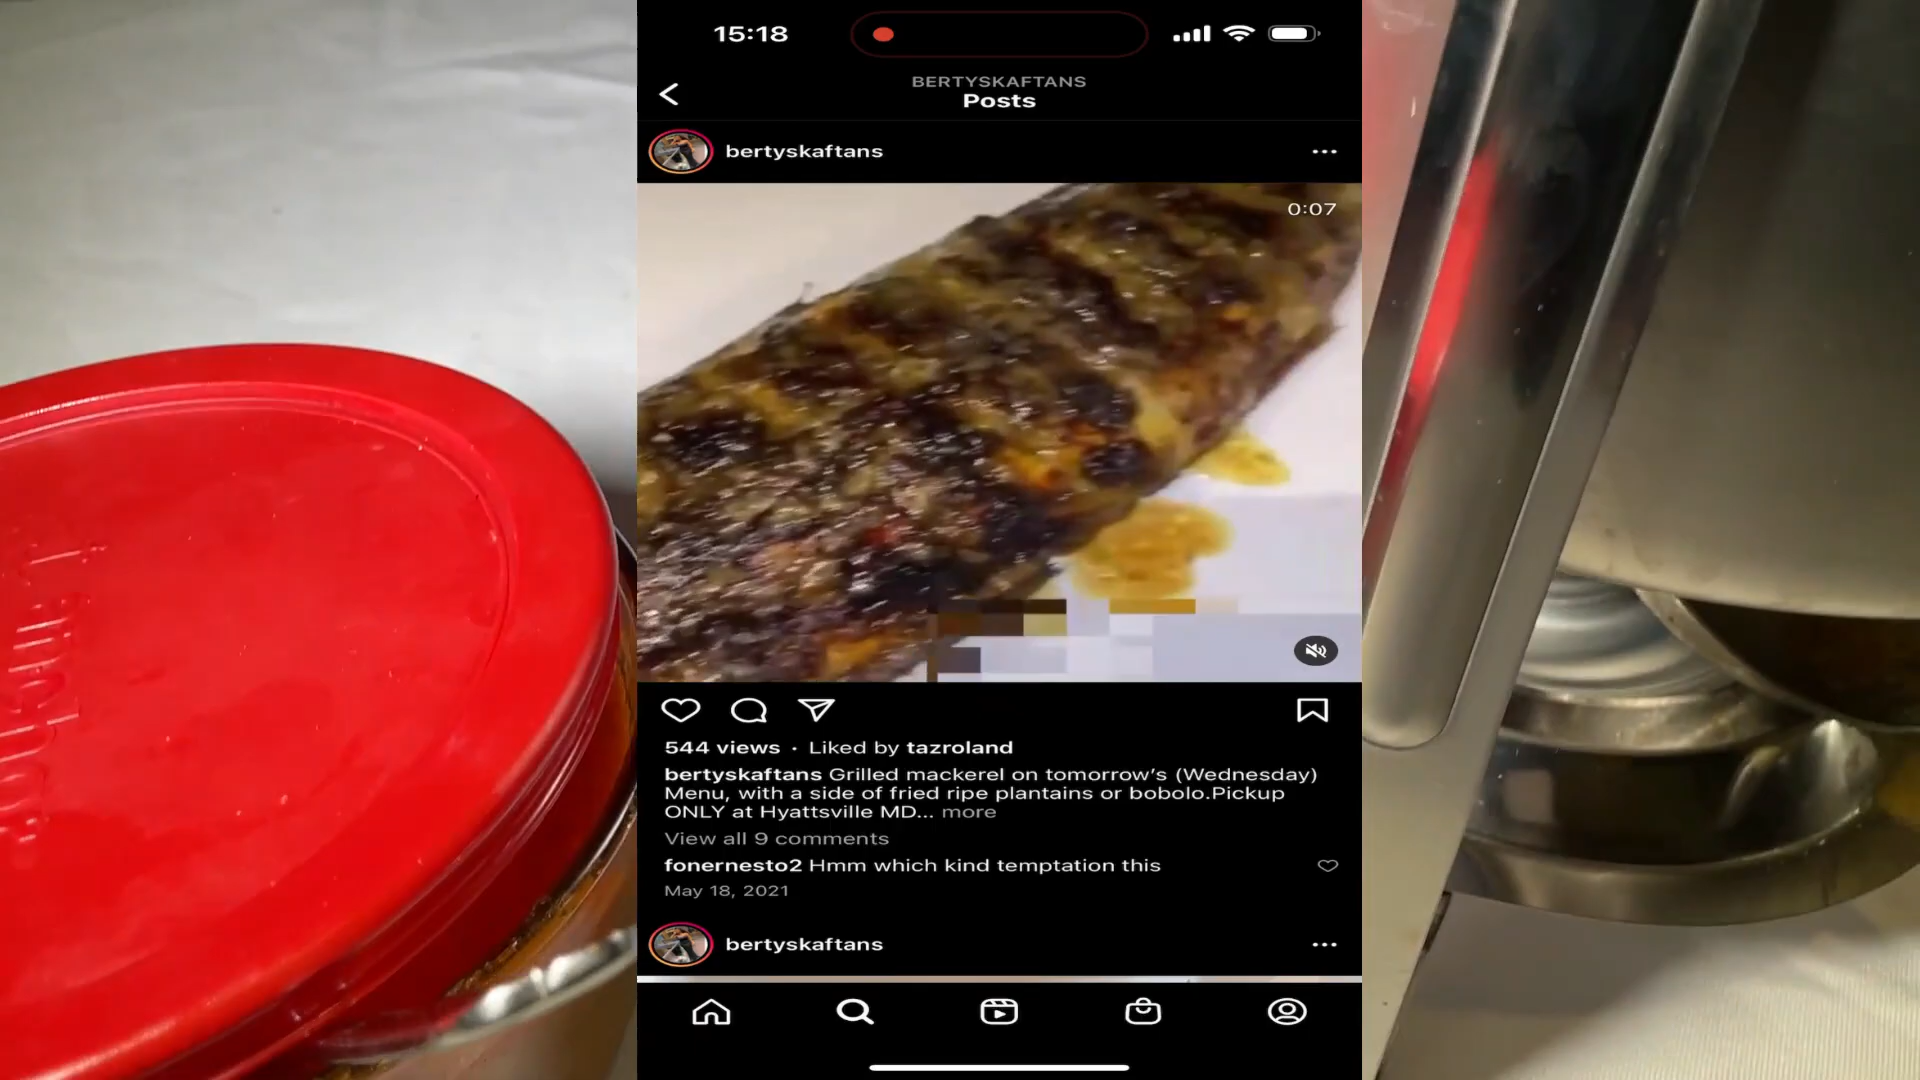 15:18
BERTYSKAFTANS
Posts
bertyskaftans
0:07
544 views · Liked by tazroland
bertyskaftans Grilled mackerel on tomorrow’s (Wednesday)
Menu, with a side of fried ripe plantains or bobolo.Pickup
ONLY at Hyattsville MD... more
View all 9 comments
fonernesto2 Hmm which kind temptation this
May 18, 2021
bertyskaftans